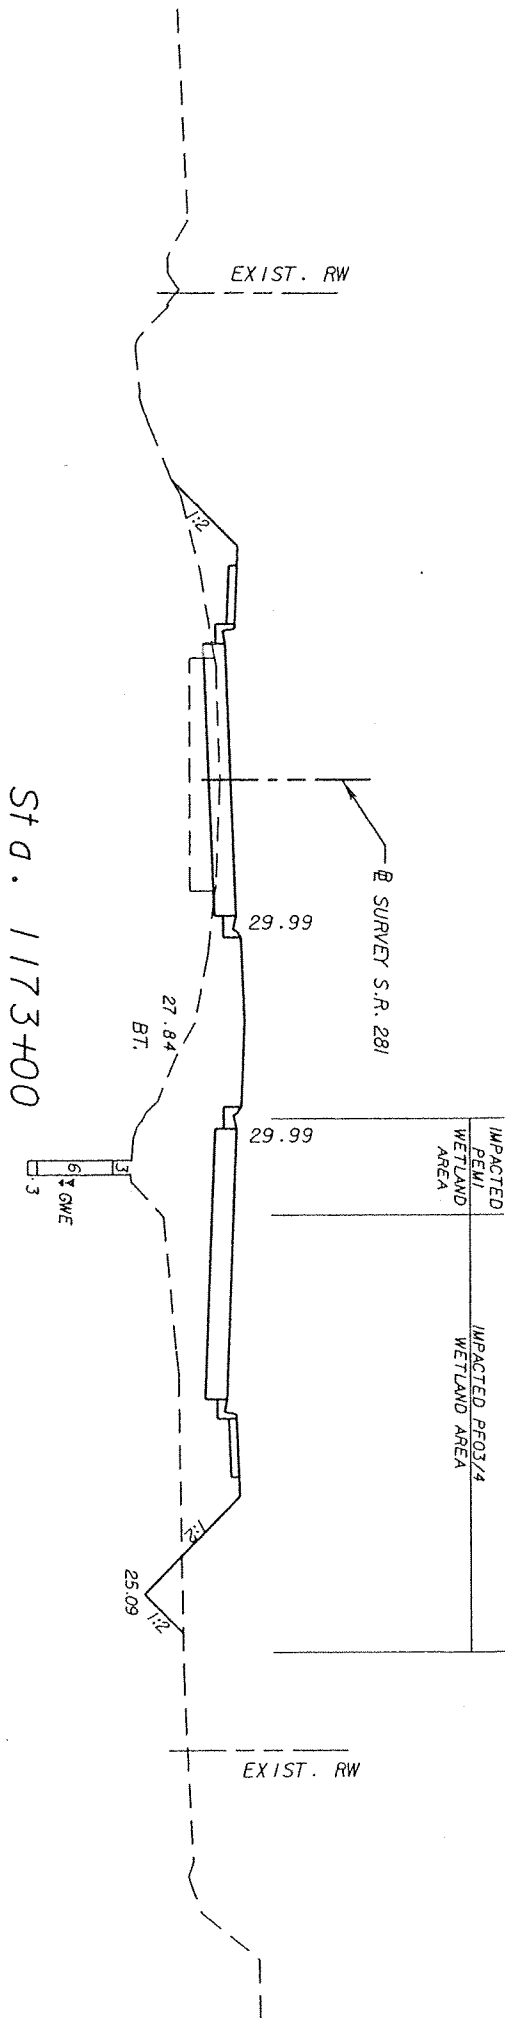 EXIST. RW
1:2
℄ SURVEY S.R. 281
29.99
27.84
BT.
Sta. 1173+00
29.99
IMPACTED
PEM1
WETLAND
AREA
3
6
3
GWE
IMPACTED PFO3/4
WETLAND AREA
1:2
25.09
1:2
EXIST. RW